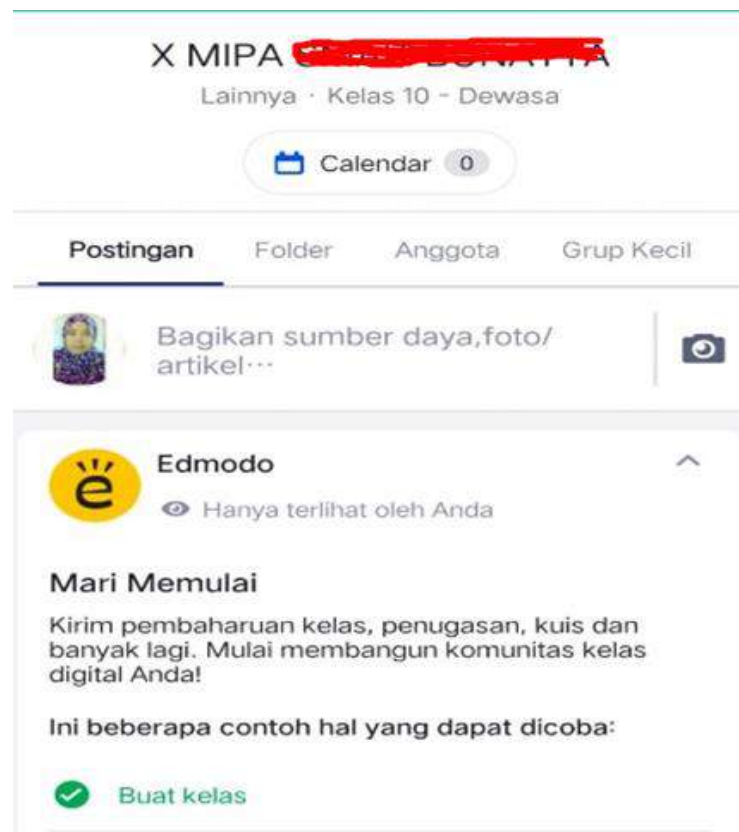 X MIPA
Lainnya · Kelas 10 - Dewasa
Calendar 0
Postingan Folder Anggota Grup Kecil
Bagikan sumber daya,foto/
artikel...
Edmodo
Hanya terlihat oleh Anda
Mari Memulai
Kirim pembaharuan kelas, penugasan, kuis dan
banyak lagi. Mulai membangun komunitas kelas
digital Anda!
Ini beberapa contoh hal yang dapat dicoba:
Buat kelas